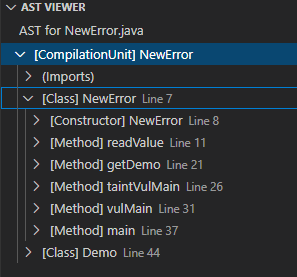 AST VIEWER
AST for NewError.java
[CompilationUnit] NewError
(Imports)
[Class] NewError Line 7
[Constructor] NewError Line 8
[Method] readValue Line 11
[Method] getDemo Line 21
[Method] taintVulMain Line 26
[Method] vulMain Line 31
[Method] main Line 37
[Class] Demo Line 44